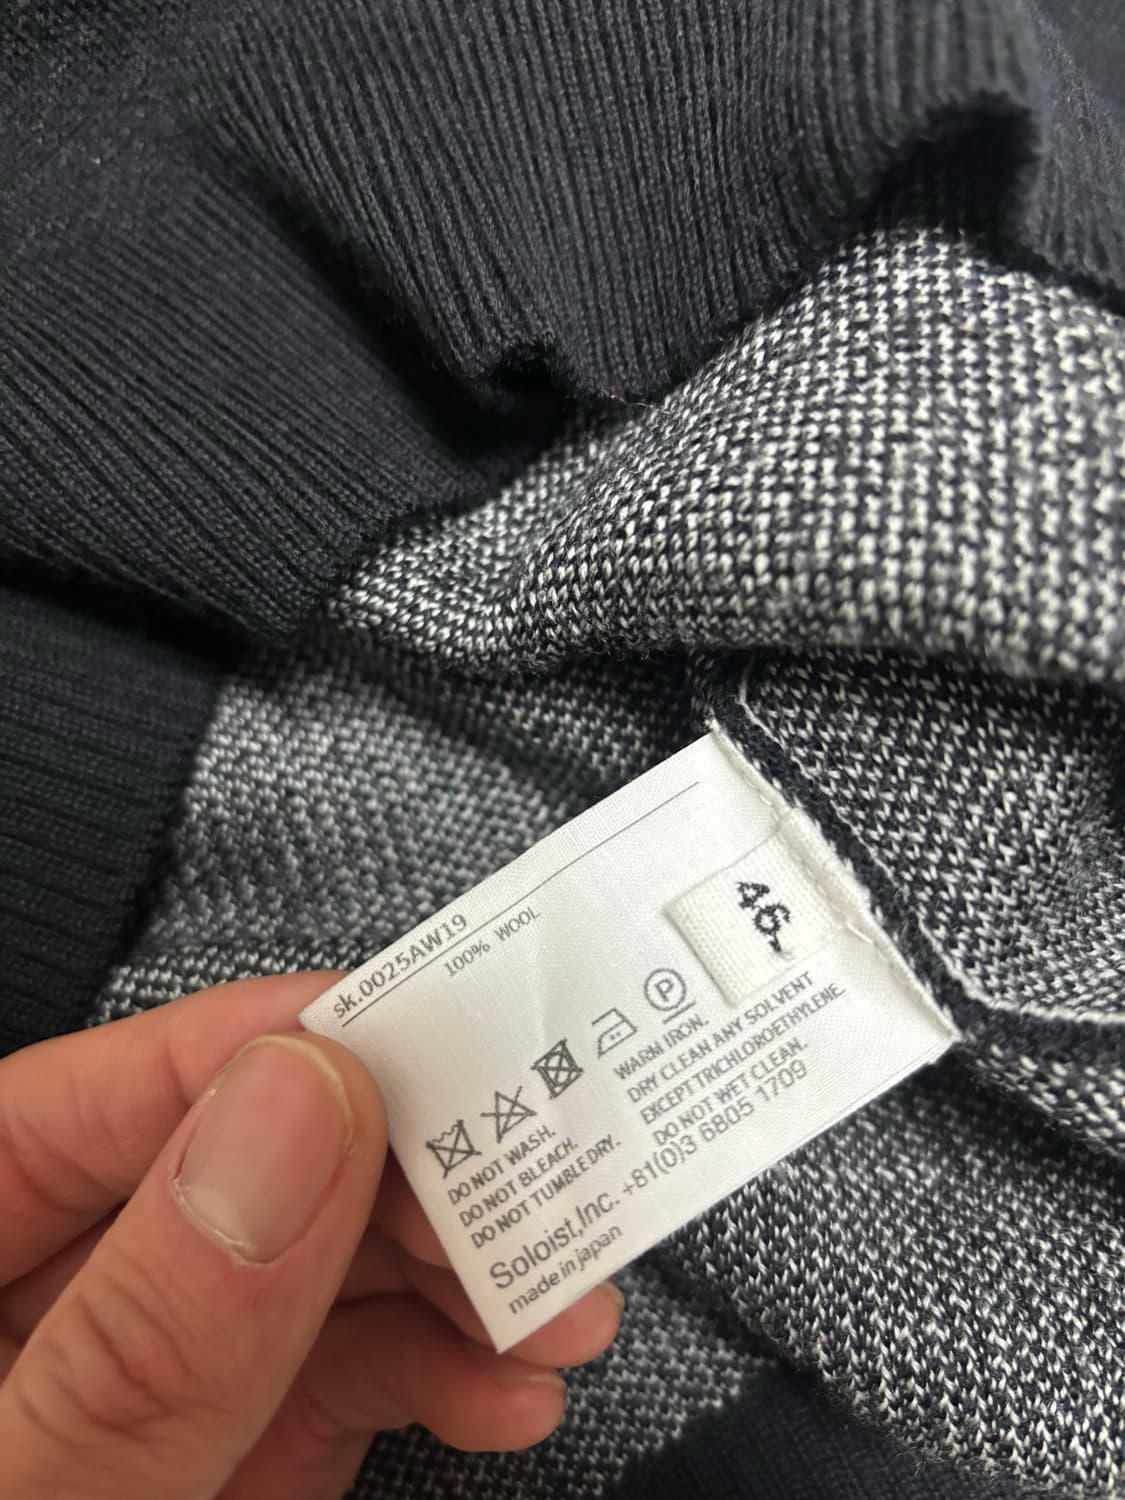 sk.0025AW19
100% WOOL
46
P
DO NOT WASH.
DO NOT BLEACH.
DO NOT TUMBLE DRY.
WARM IRON.
DRY CLEAN ANY SOLVENT
EXCEPT TRICHLOROETHYLENE.
DO NOT WET CLEAN.
Soloist,Inc. +81(0)3 6805 1709
made in japan